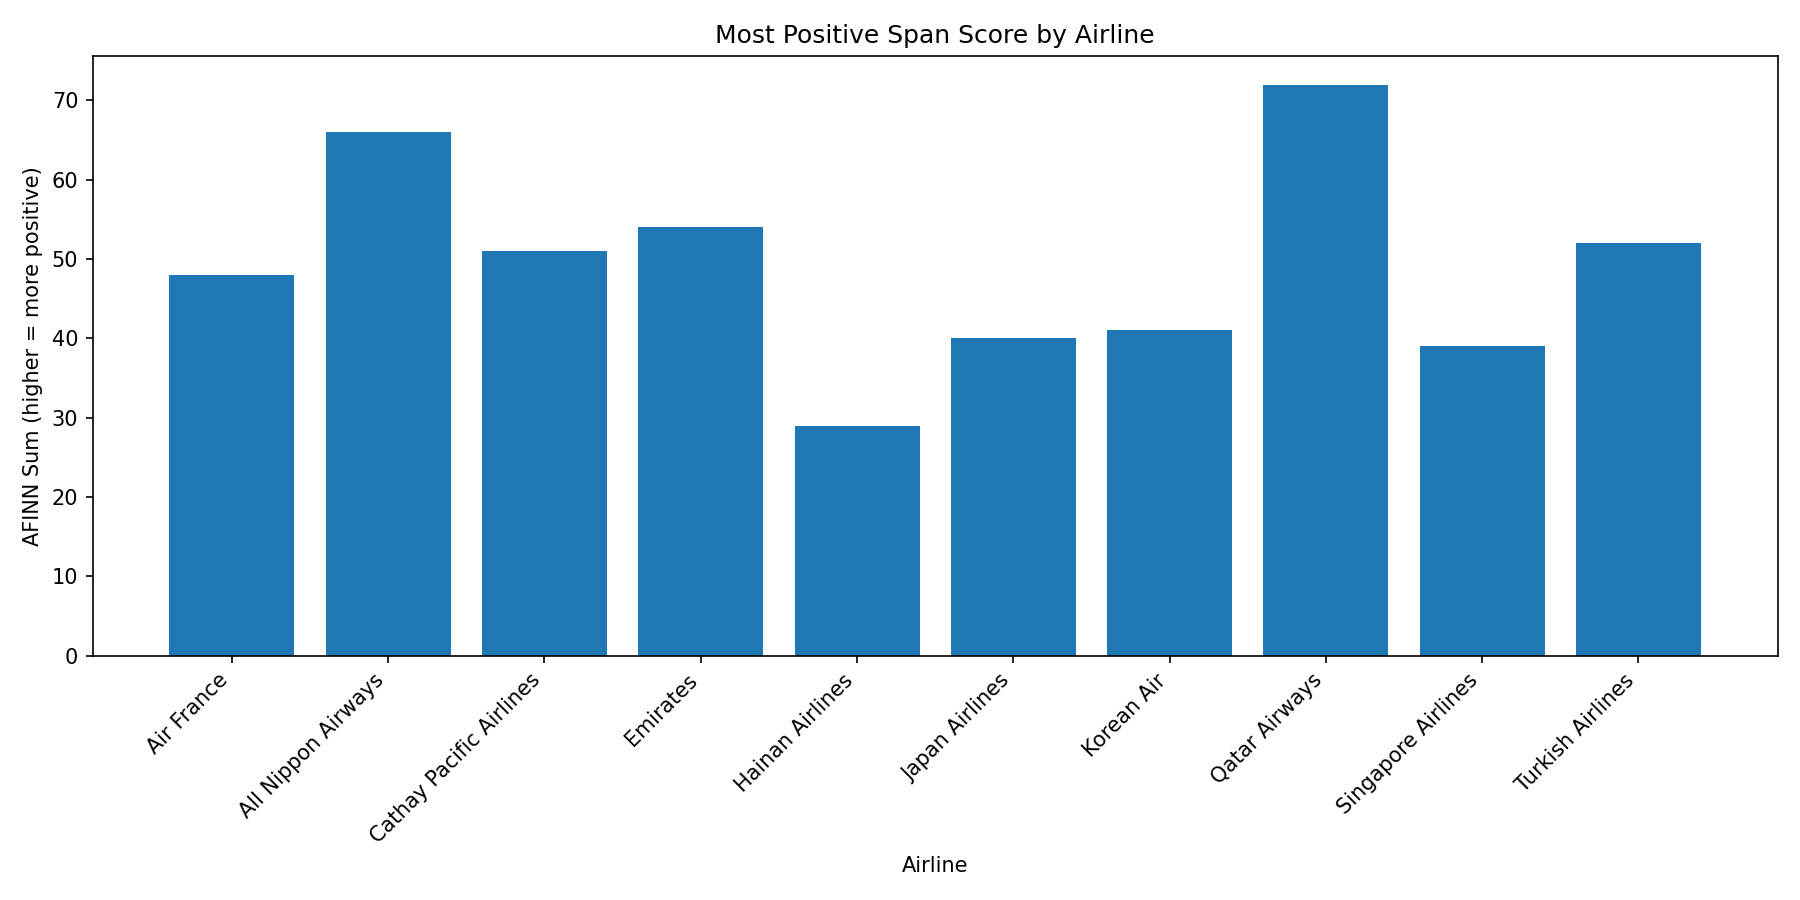 Most Positive Span Score by Airline
AFINN Sum (higher = more positive)
70
60
50
40
30
20
10
0
Air France
All Nippon Airways
Cathay Pacific Airlines
Emirates
Hainan Airlines
Japan Airlines
Korean Air
Qatar Airways
Singapore Airlines
Turkish Airlines
Airline